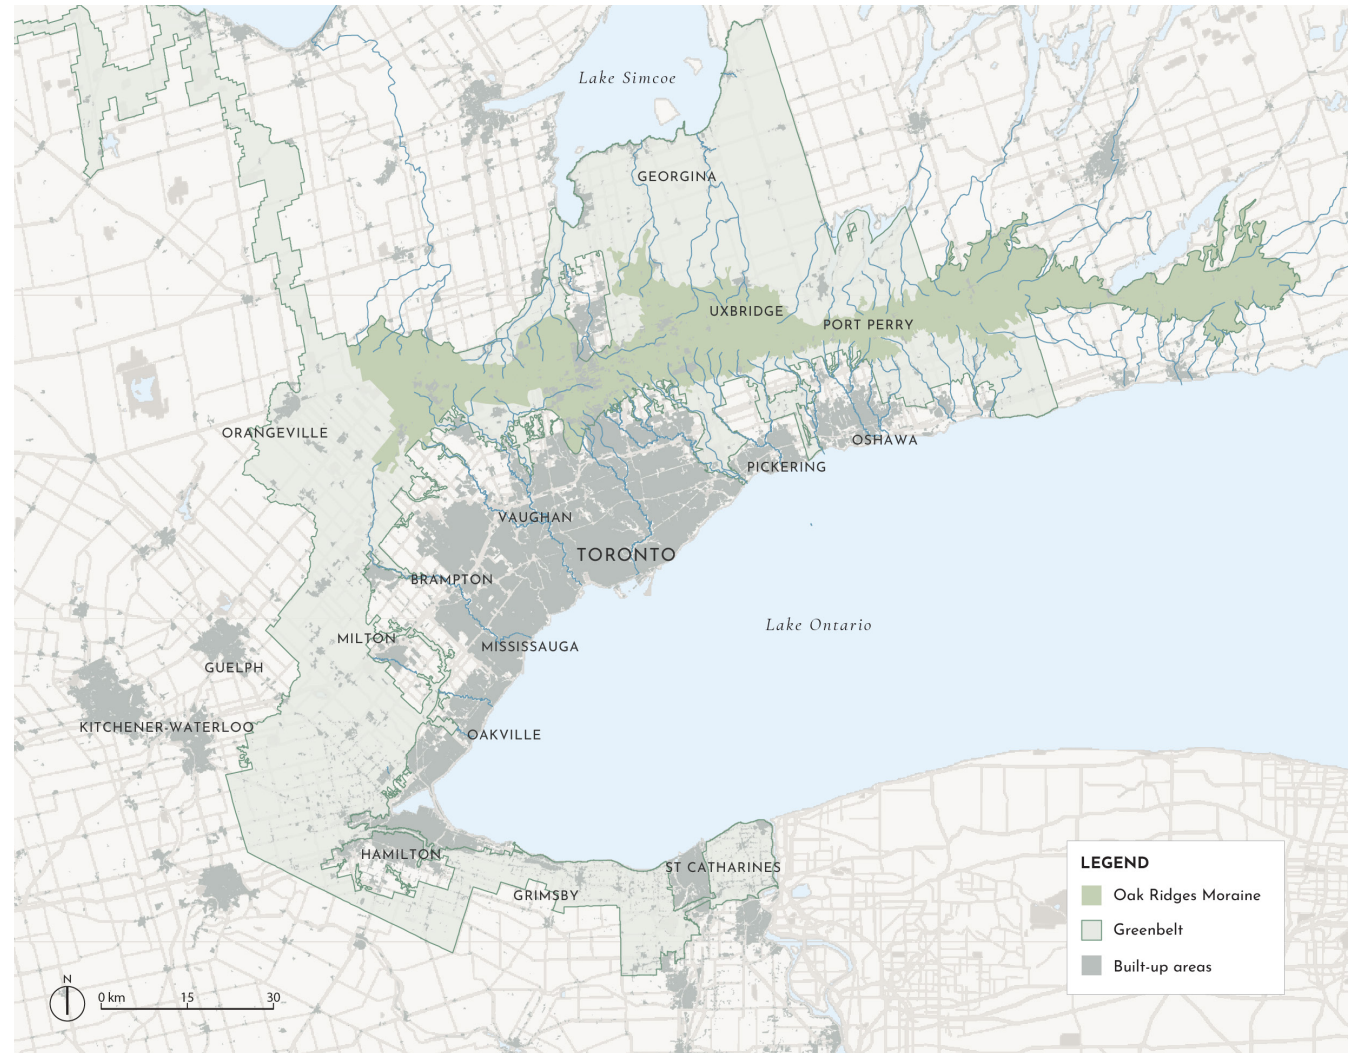 Lake Simcoe
GEORGINA
UXBRIDGE
PORT PERRY
ORANGEVILLE
OSHAWA
PICKERING
VAUGHAN
TORONTO
BRAMPTON
Lake Ontario
MILTON
MISSISSAUGA
GUELPH
KITCHENER-WATERLOO
OAKVILLE
HAMILTON
ST CATHARINES
GRIMSBY
LEGEND
Oak Ridges Moraine
Greenbelt
Built-up areas
N
0 km 15 30